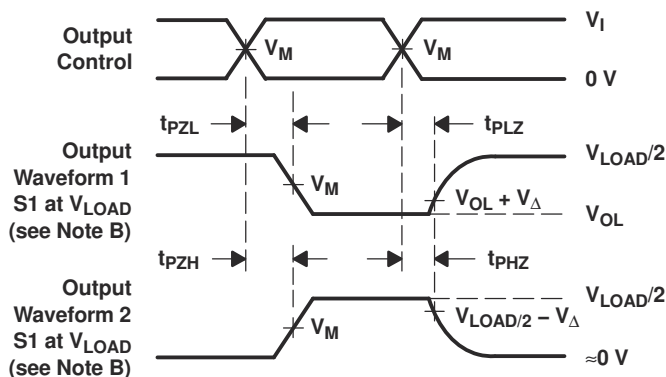 Output
Control
V_M
V_M
V_I
0 V
t_PZL
t_PLZ
Output
Waveform 1
S1 at V_LOAD
(see Note B)
V_M
V_OL + V_Δ
V_LOAD/2
V_OL
t_PZH
t_PHZ
Output
Waveform 2
S1 at V_LOAD
(see Note B)
V_M
V_LOAD/2 – V_Δ
V_LOAD/2
≈0 V